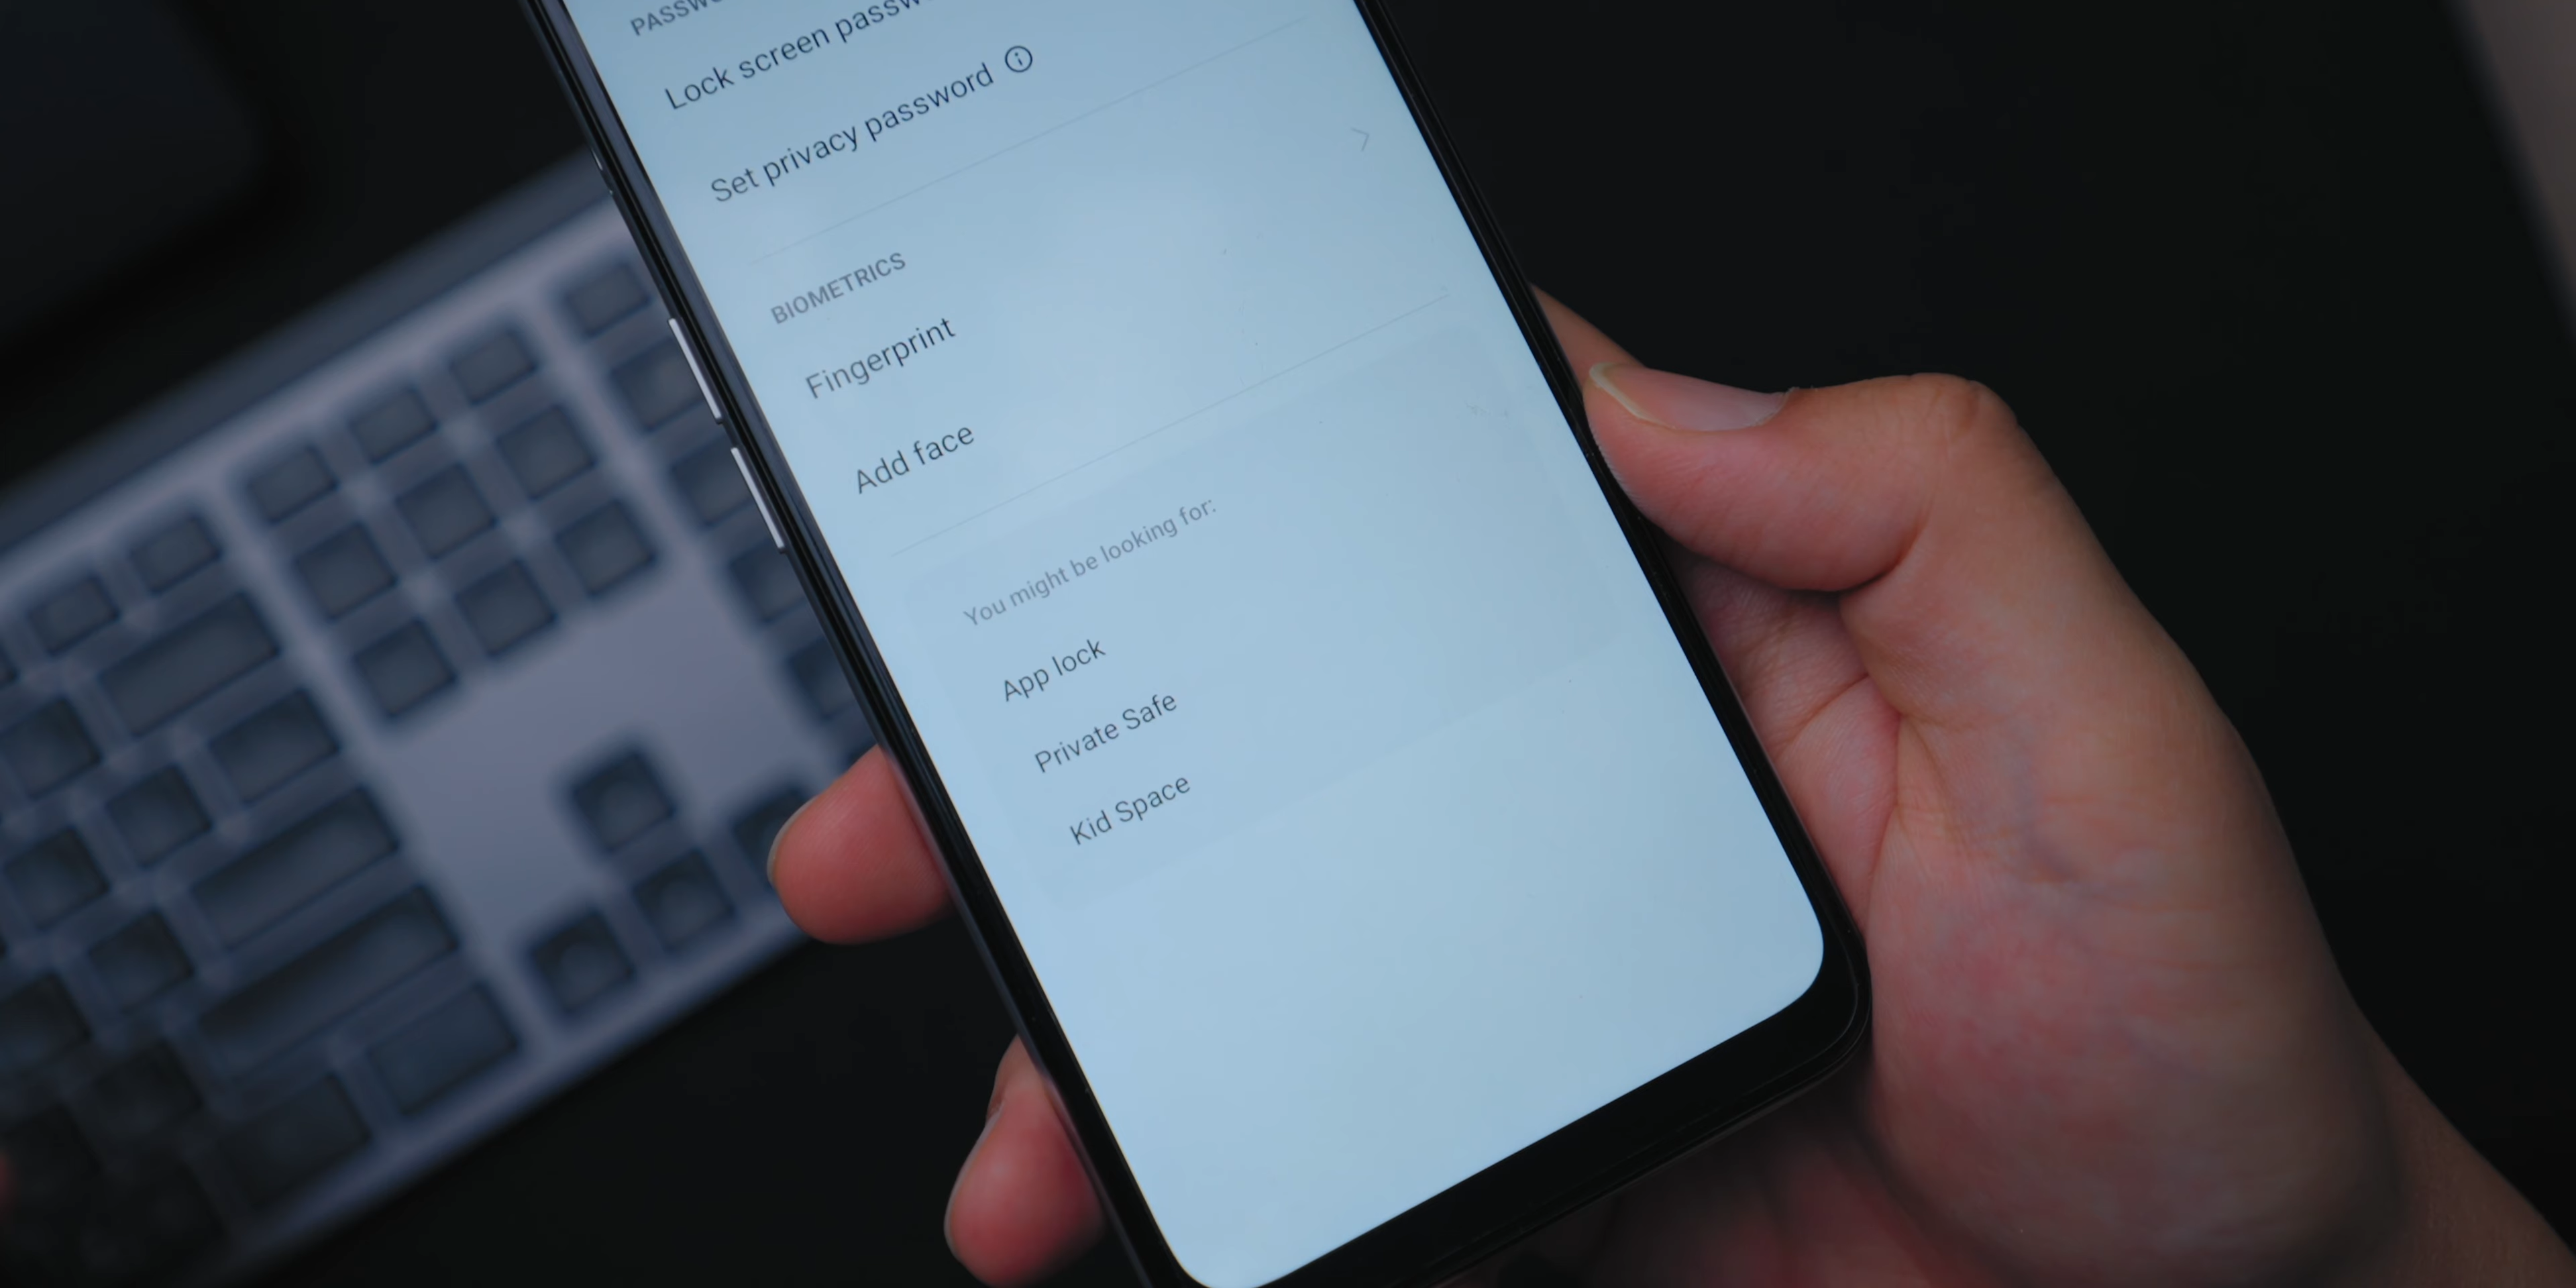 Lock screen
Set privacy password
BIOMETRICS
Fingerprint
Add face
You might be looking for:
App lock
Private Safe
Kid Space